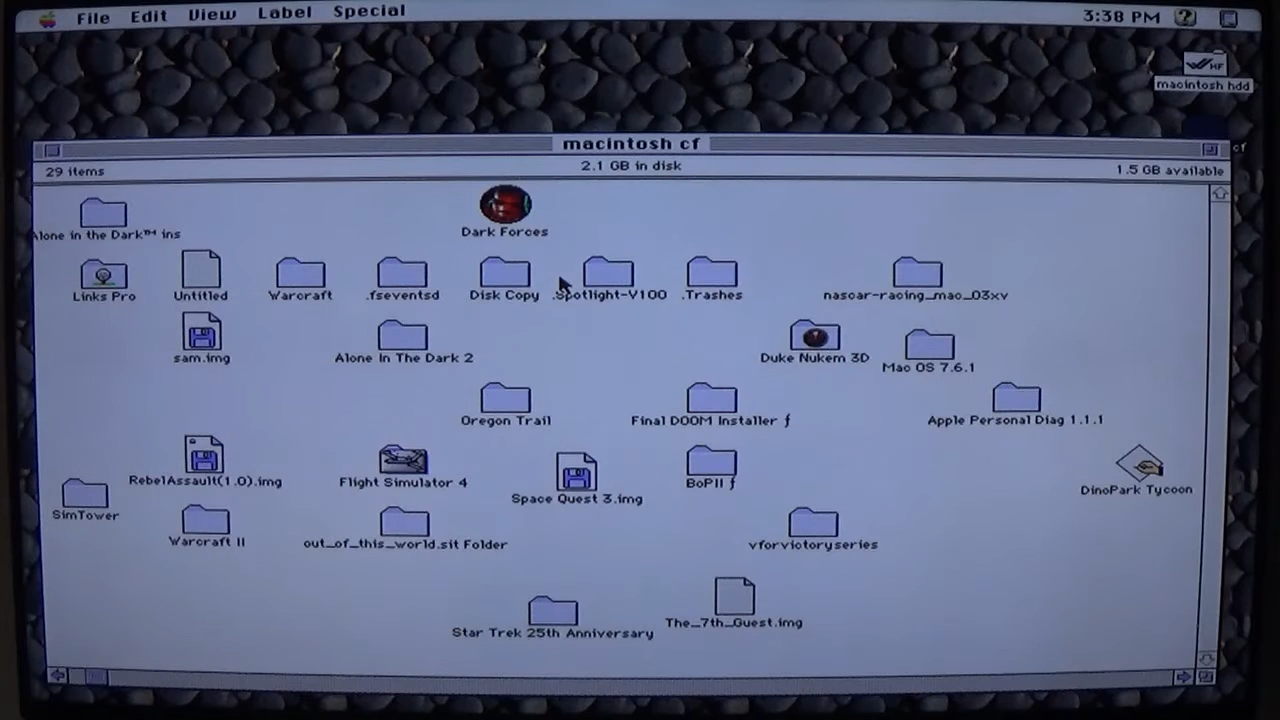 File Edit View Label Special 3:38 PM
macintosh hdd
macintosh cf
cf
29 items 2.1 GB in disk 1.5 GB available
Alone in the Dark™ ins
Dark Forces
Links Pro
Untitled
Warcraft
.fseventsd
Disk Copy
.Spotlight-V100
.Trashes
nascar-racing_mac_03xv
sam.img
Alone In The Dark 2
Duke Nukem 3D
Mac OS 7.6.1
Oregon Trail
Final DOOM Installer ƒ
Apple Personal Diag 1.1.1
RebelAssault(1.0).img
Flight Simulator 4
Space Quest 3.img
BoPII ƒ
DinoPark Tycoon
SimTower
Warcraft II
out_of_this_world.sit Folder
vforvictoryseries
Star Trek 25th Anniversary
The_7th_Guest.img